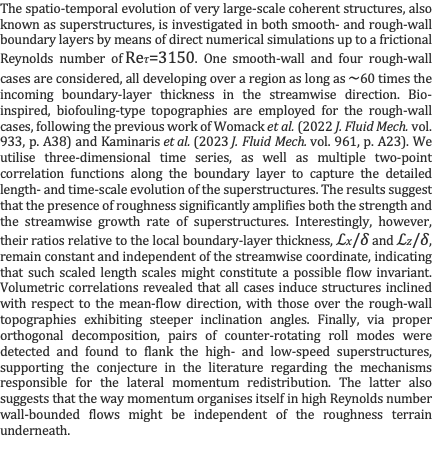 The spatio-temporal evolution of very large-scale coherent structures, also
known as superstructures, is investigated in both smooth- and rough-wall
boundary layers by means of direct numerical simulations up to a frictional
Reynolds number of Reτ=3150. One smooth-wall and four rough-wall
cases are considered, all developing over a region as long as ∼60 times the
incoming boundary-layer thickness in the streamwise direction. Bio-
inspired, biofouling-type topographies are employed for the rough-wall
cases, following the previous work of Womack et al. (2022 J. Fluid Mech. vol.
933, p. A38) and Kaminaris et al. (2023 J. Fluid Mech. vol. 961, p. A23). We
utilise three-dimensional time series, as well as multiple two-point
correlation functions along the boundary layer to capture the detailed
length- and time-scale evolution of the superstructures. The results suggest
that the presence of roughness significantly amplifies both the strength and
the streamwise growth rate of superstructures. Interestingly, however,
their ratios relative to the local boundary-layer thickness, ℒx/δ and ℒz/δ,
remain constant and independent of the streamwise coordinate, indicating
that such scaled length scales might constitute a possible flow invariant.
Volumetric correlations revealed that all cases induce structures inclined
with respect to the mean-flow direction, with those over the rough-wall
topographies exhibiting steeper inclination angles. Finally, via proper
orthogonal decomposition, pairs of counter-rotating roll modes were
detected and found to flank the high- and low-speed superstructures,
supporting the conjecture in the literature regarding the mechanisms
responsible for the lateral momentum redistribution. The latter also
suggests that the way momentum organises itself in high Reynolds number
wall-bounded flows might be independent of the roughness terrain
underneath.